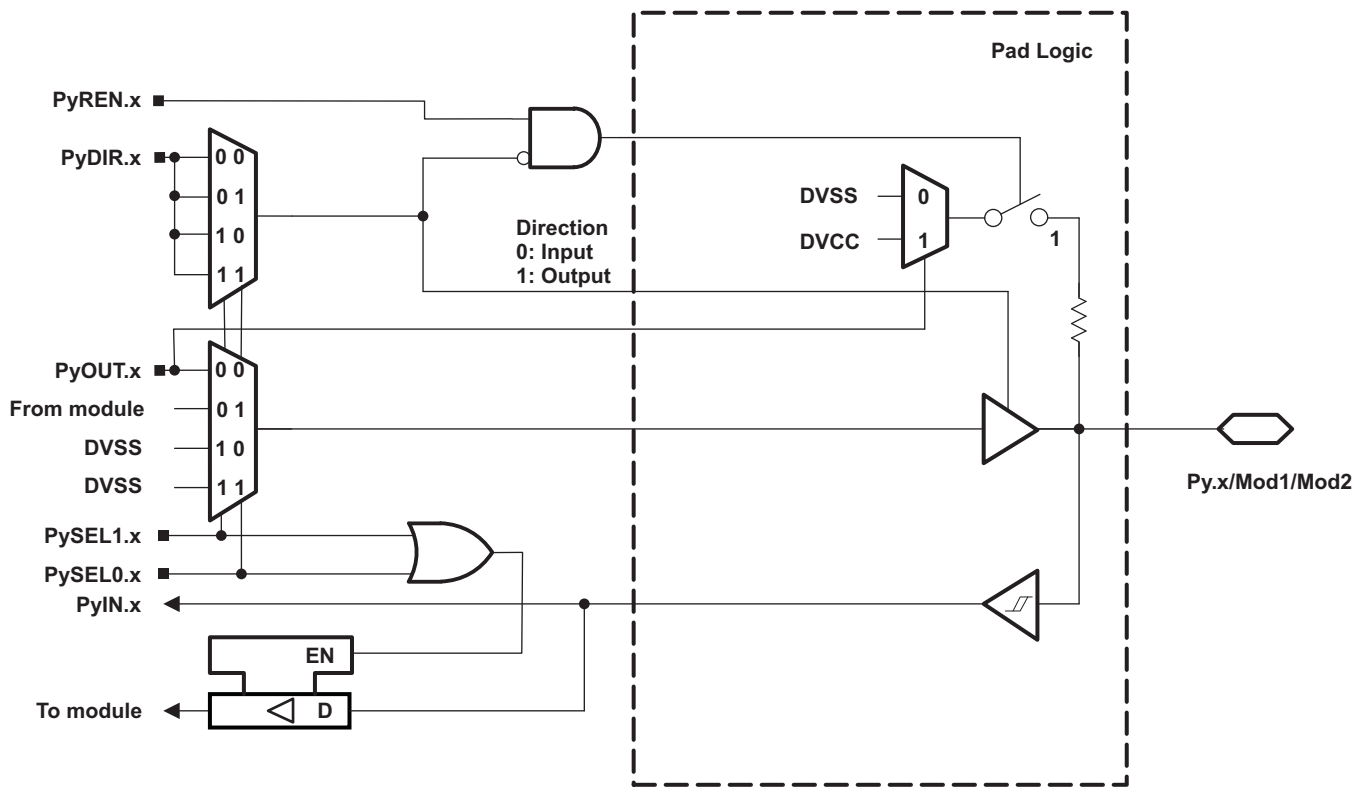 Pad Logic
PyREN.x
PyDIR.x
0 0
0 1
1 0
1 1
Direction
0: Input
1: Output
DVSS
0
DVCC
1
1
PyOUT.x
0 0
From module
0 1
DVSS
1 0
DVSS
1 1
Py.x/Mod1/Mod2
PySEL1.x
PySEL0.x
PyIN.x
EN
To module
D